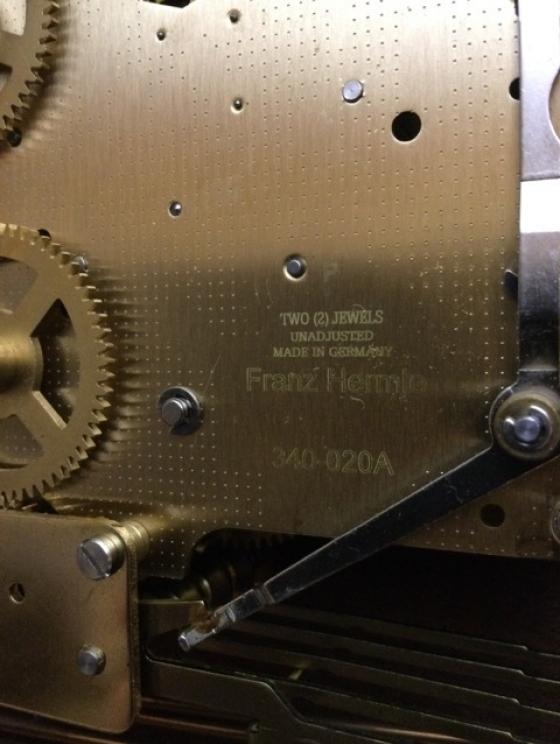 TWO (2) JEWELS
UNADJUSTED
MADE IN GERMANY
Franz Hermle
340-020A